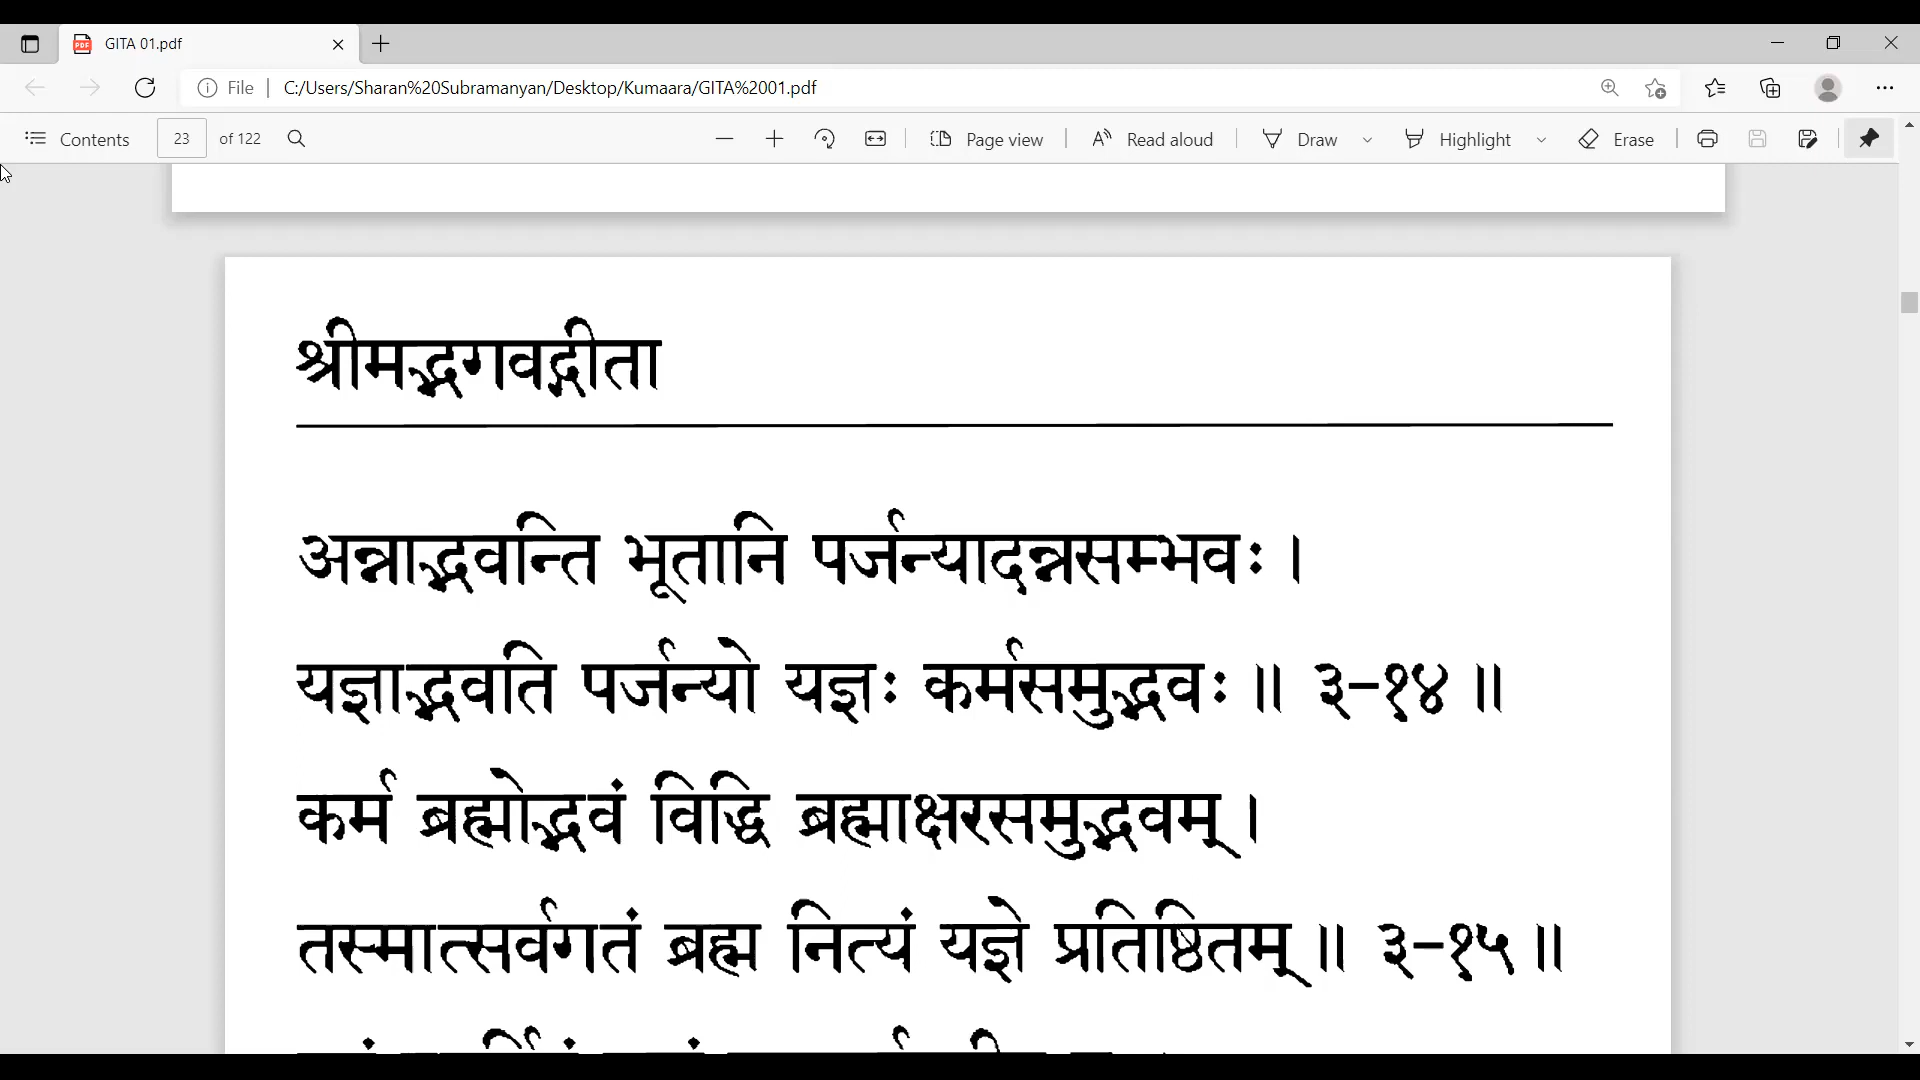 GITA 01.pdf
File C:/Users/Sharan%20Subramanyan/Desktop/Kumaara/GITA%2001.pdf
Contents 23 of 122 Page view Read aloud Draw Highlight Erase
श्रीमद्भगवद्गीता
अन्नाद्भवन्ति भूतानि पर्जन्यादन्नसम्भवः ।
यज्ञाद्भवति पर्जन्यो यज्ञः कर्मसमुद्भवः ॥ ३-१४ ॥
कर्म ब्रह्मोद्भवं विद्धि ब्रह्माक्षरसमुद्भवम् ।
तस्मात्सर्वगतं ब्रह्म नित्यं यज्ञे प्रतिष्ठितम् ॥ ३-१५ ॥